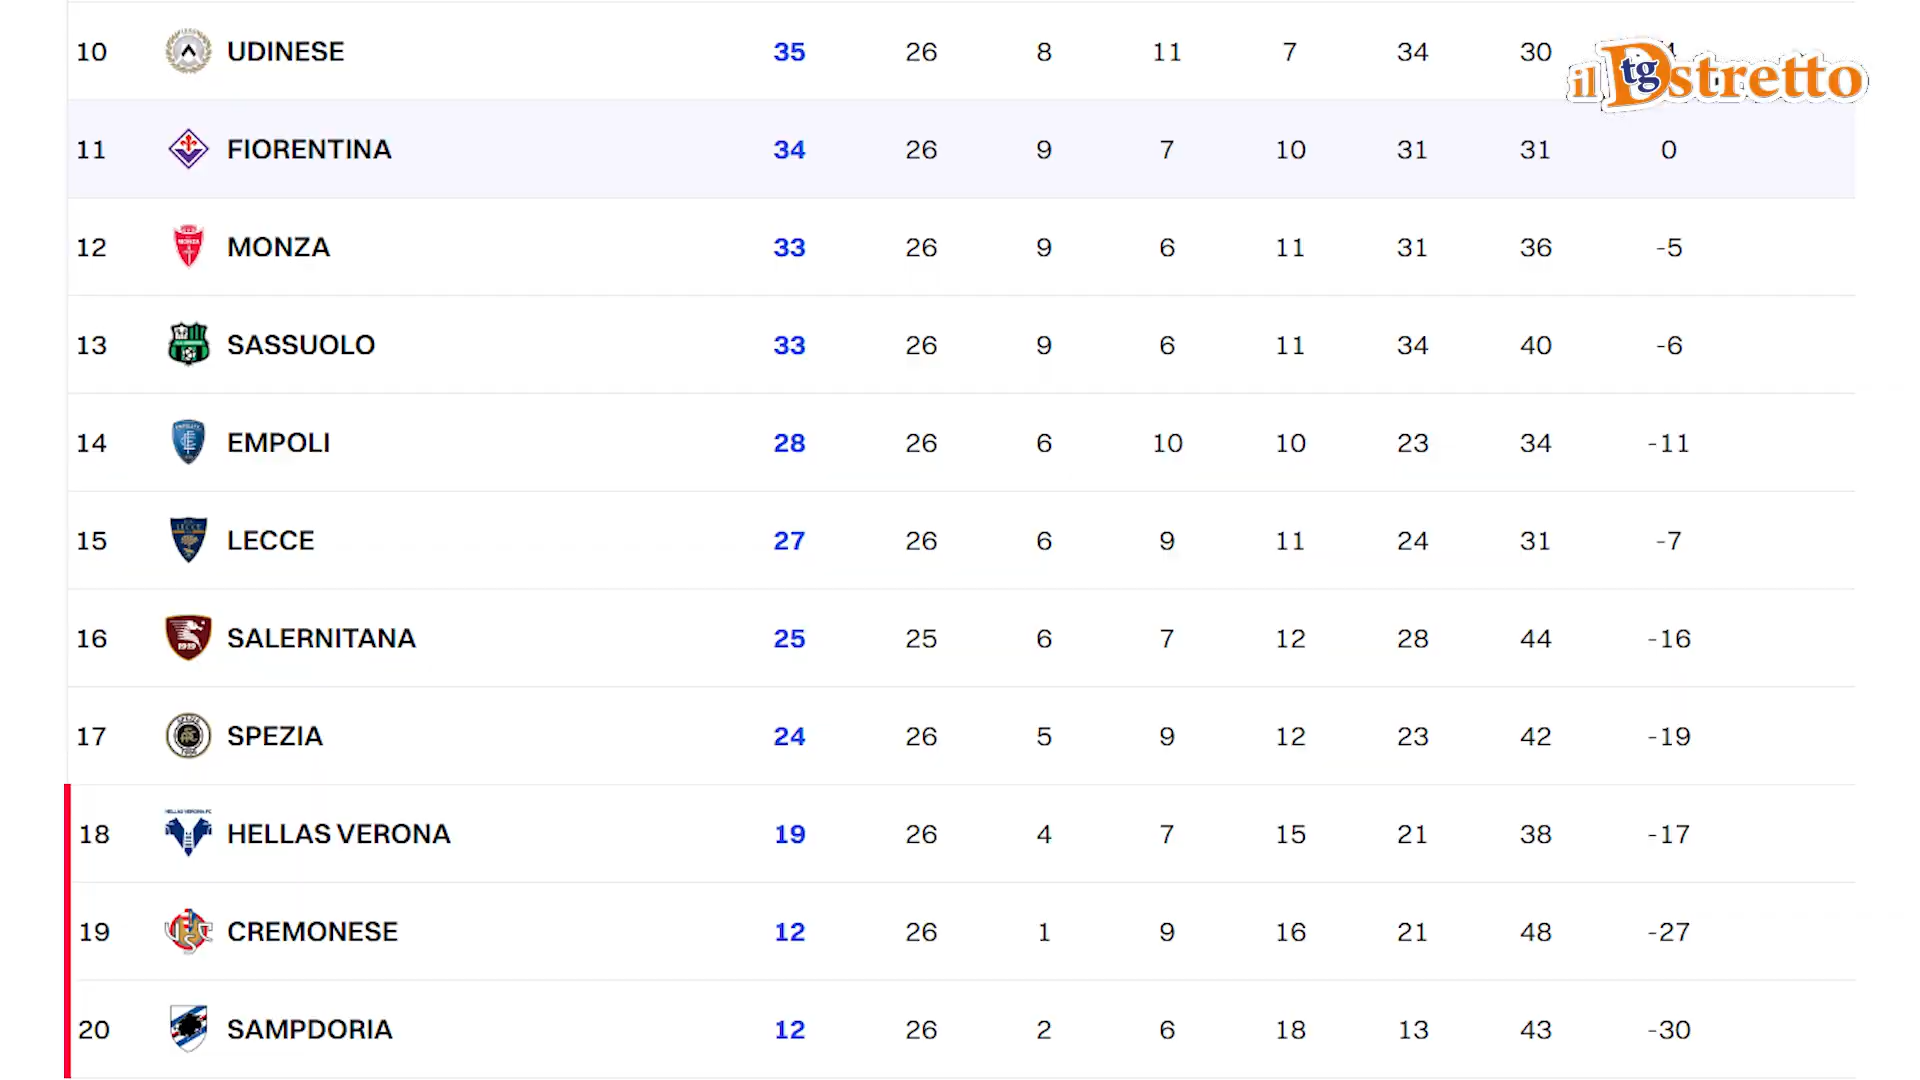 10 UDINESE 35 26 8 11 7 34 30
il Dstretto
tg
11 FIORENTINA 34 26 9 7 10 31 31 0
12 MONZA 33 26 9 6 11 31 36 -5
13 SASSUOLO 33 26 9 6 11 34 40 -6
14 EMPOLI 28 26 6 10 10 23 34 -11
15 LECCE 27 26 6 9 11 24 31 -7
16 SALERNITANA 25 25 6 7 12 28 44 -16
17 SPEZIA 24 26 5 9 12 23 42 -19
18 HELLAS VERONA 19 26 4 7 15 21 38 -17
19 CREMONESE 12 26 1 9 16 21 48 -27
20 SAMPDORIA 12 26 2 6 18 13 43 -30